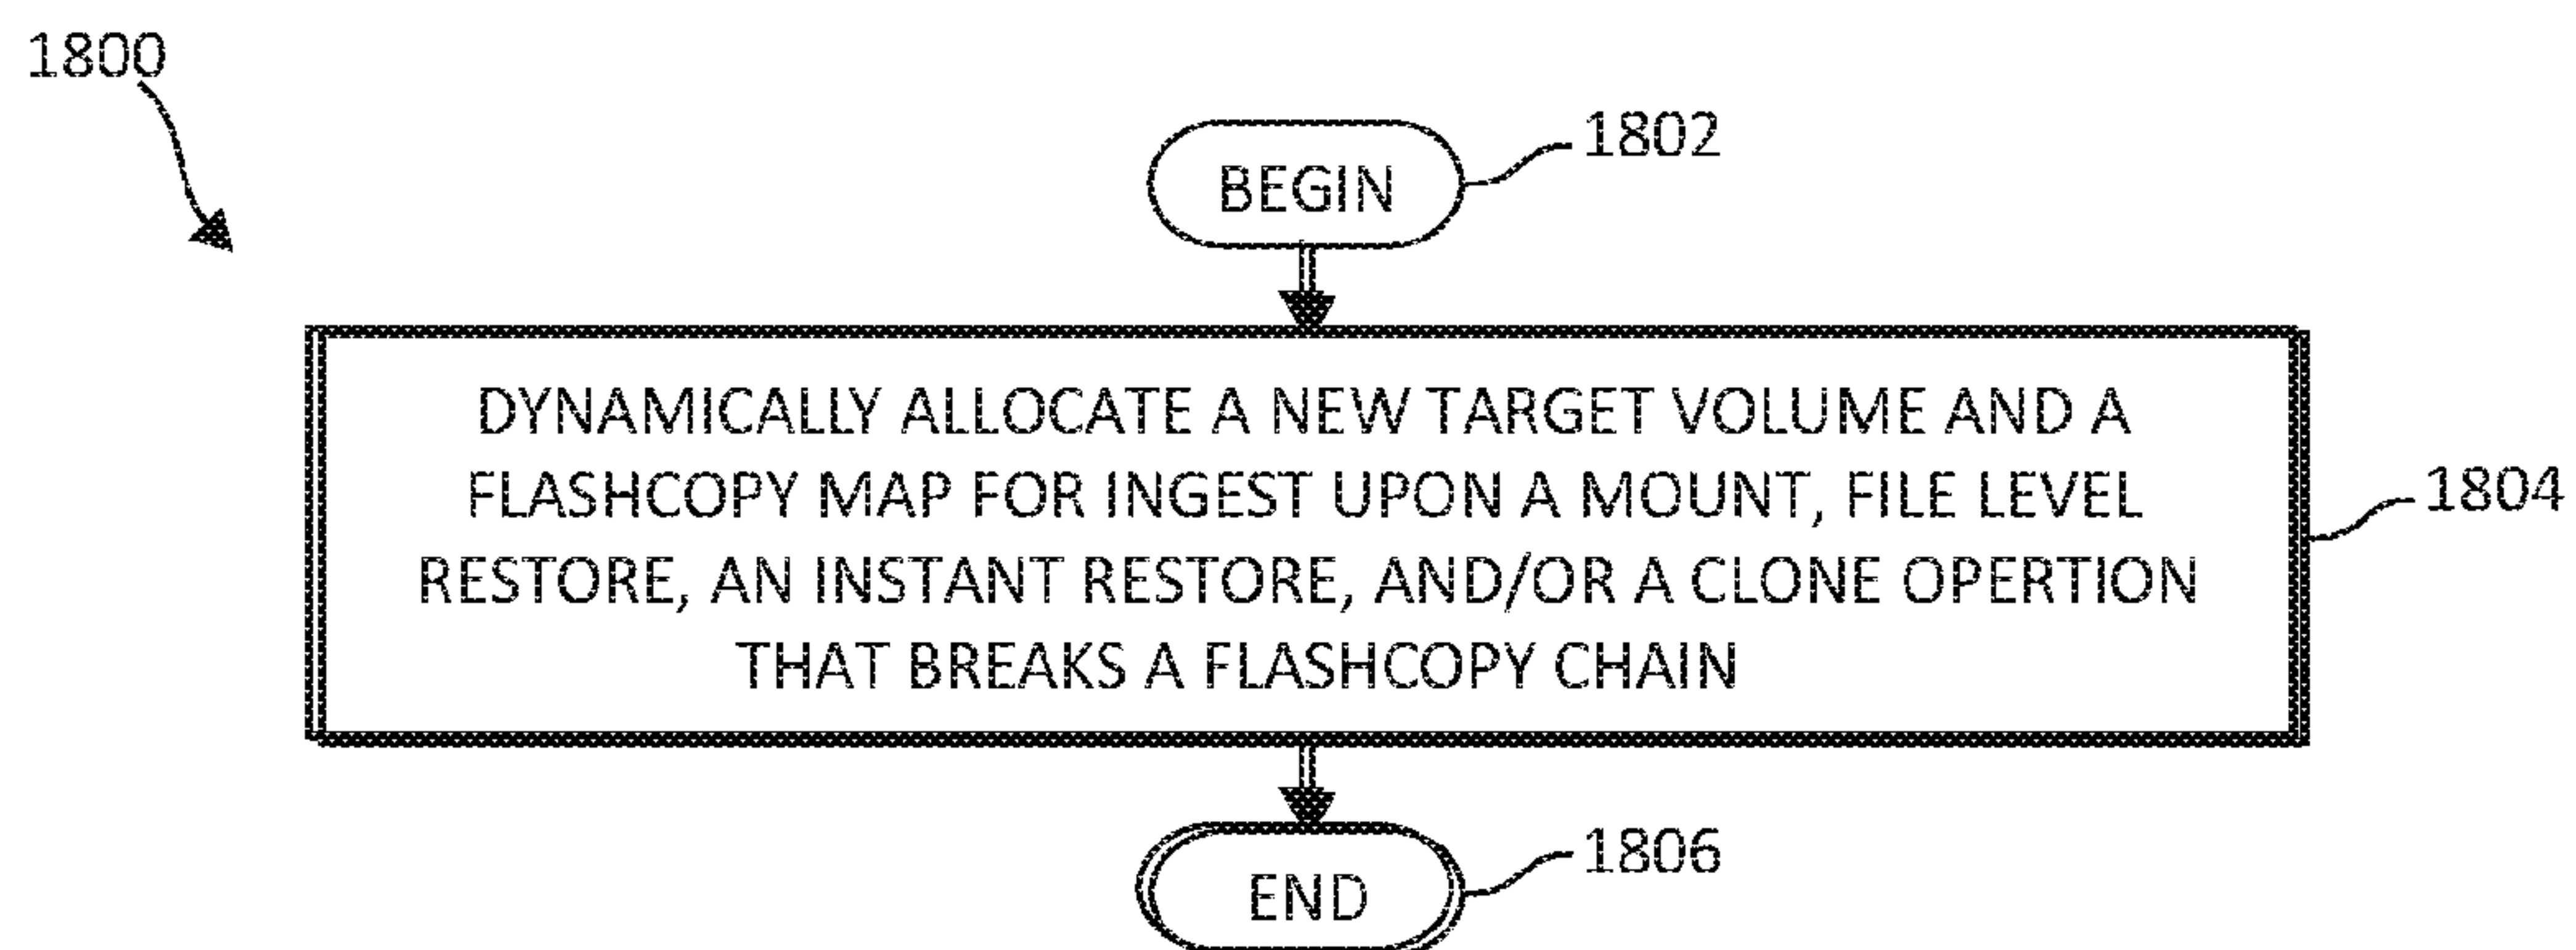 1800
1802
BEGIN
DYNAMICALLY ALLOCATE A NEW TARGET VOLUME AND A
FLASHCOPY MAP FOR INGEST UPON A MOUNT, FILE LEVEL
RESTORE, AN INSTANT RESTORE, AND/OR A CLONE OPERTION
THAT BREAKS A FLASHCOPY CHAIN
1804
1806
END